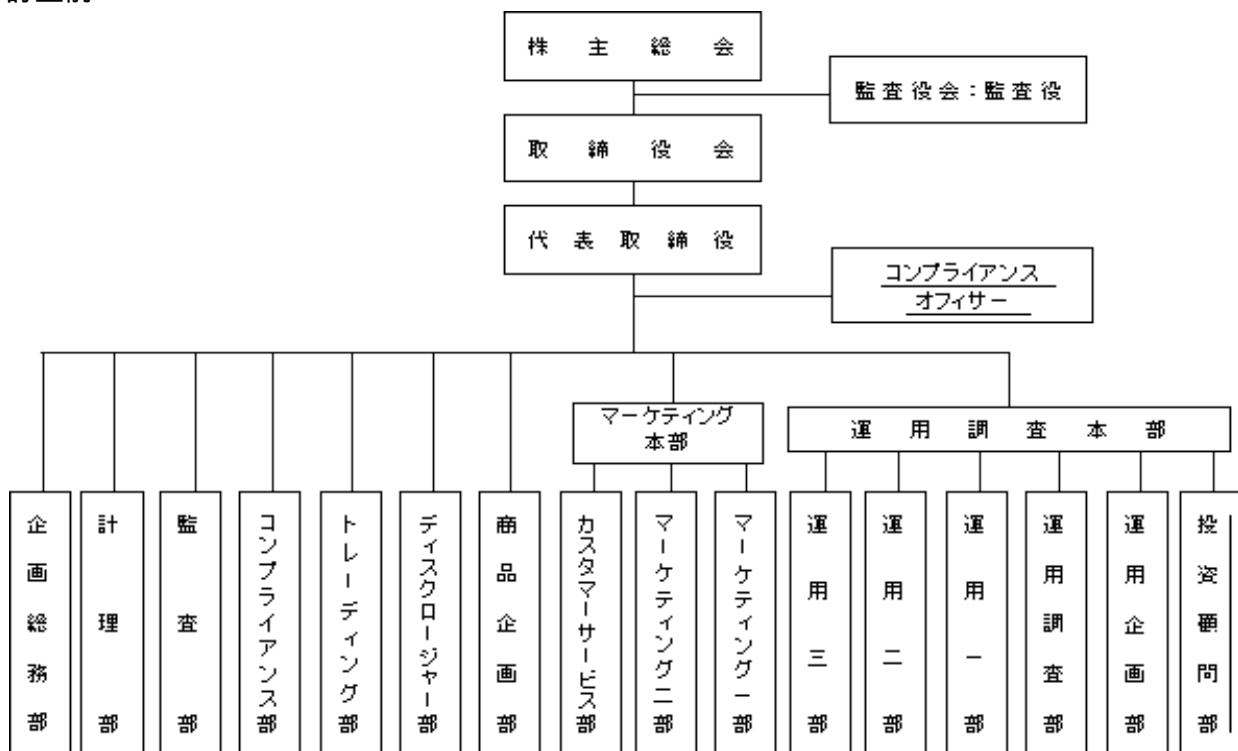 株主総会
監査役会：監査役
取締役会
代表取締役
コンプライアンス
オフィサー
マーケティング
本部
運用調査本部
企画総務部
計理部
監査部
コンプライアンス部
トレーディング部
ディスクロージャー部
商品企画部
カスタマーサービス部
マーケティング二部
マーケティング一部
運用三部
運用二部
運用一部
運用調査部
運用企画部
投資顧問部